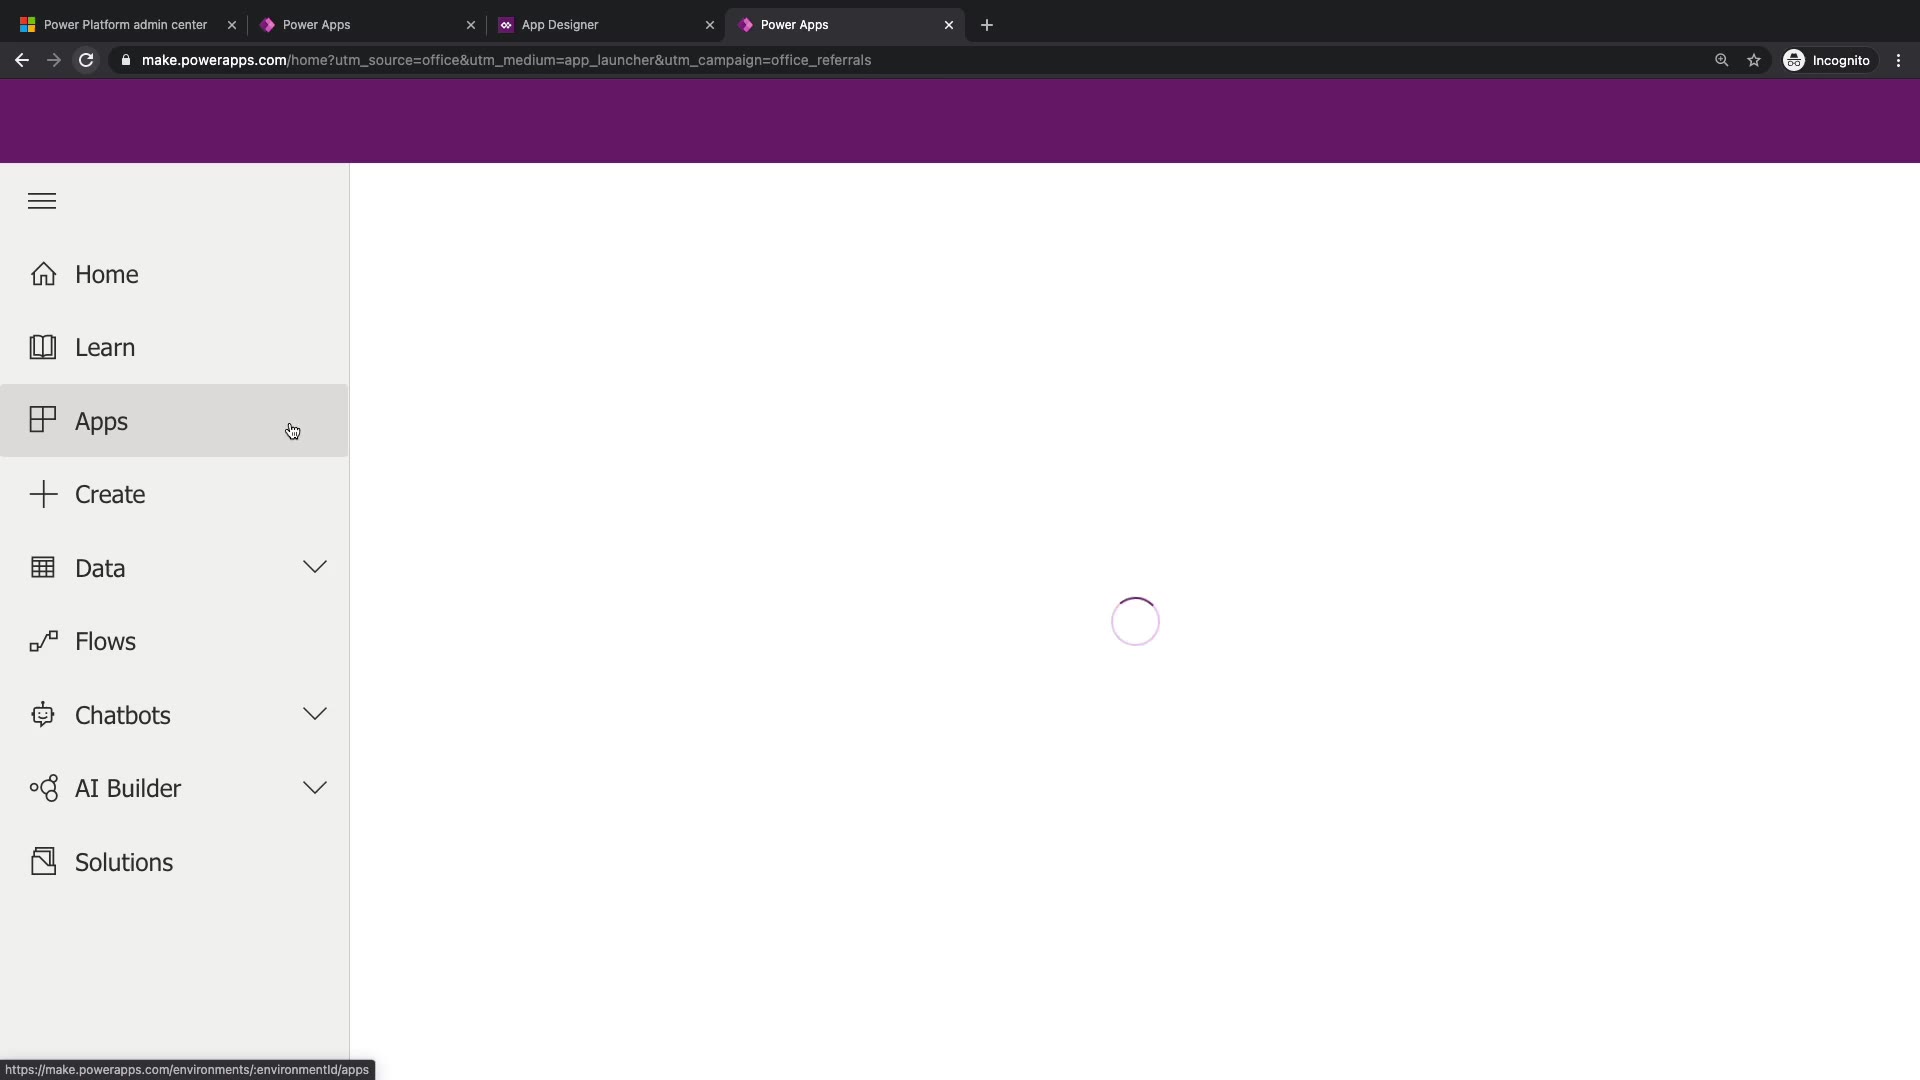 Power Platform admin center
Power Apps
App Designer
Power Apps
make.powerapps.com/home?utm_source=office&utm_medium=app_launcher&utm_campaign=office_referrals
Incognito
Home
Learn
Apps
Create
Data
Flows
Chatbots
AI Builder
Solutions
https://make.powerapps.com/environments/:environmentId/apps